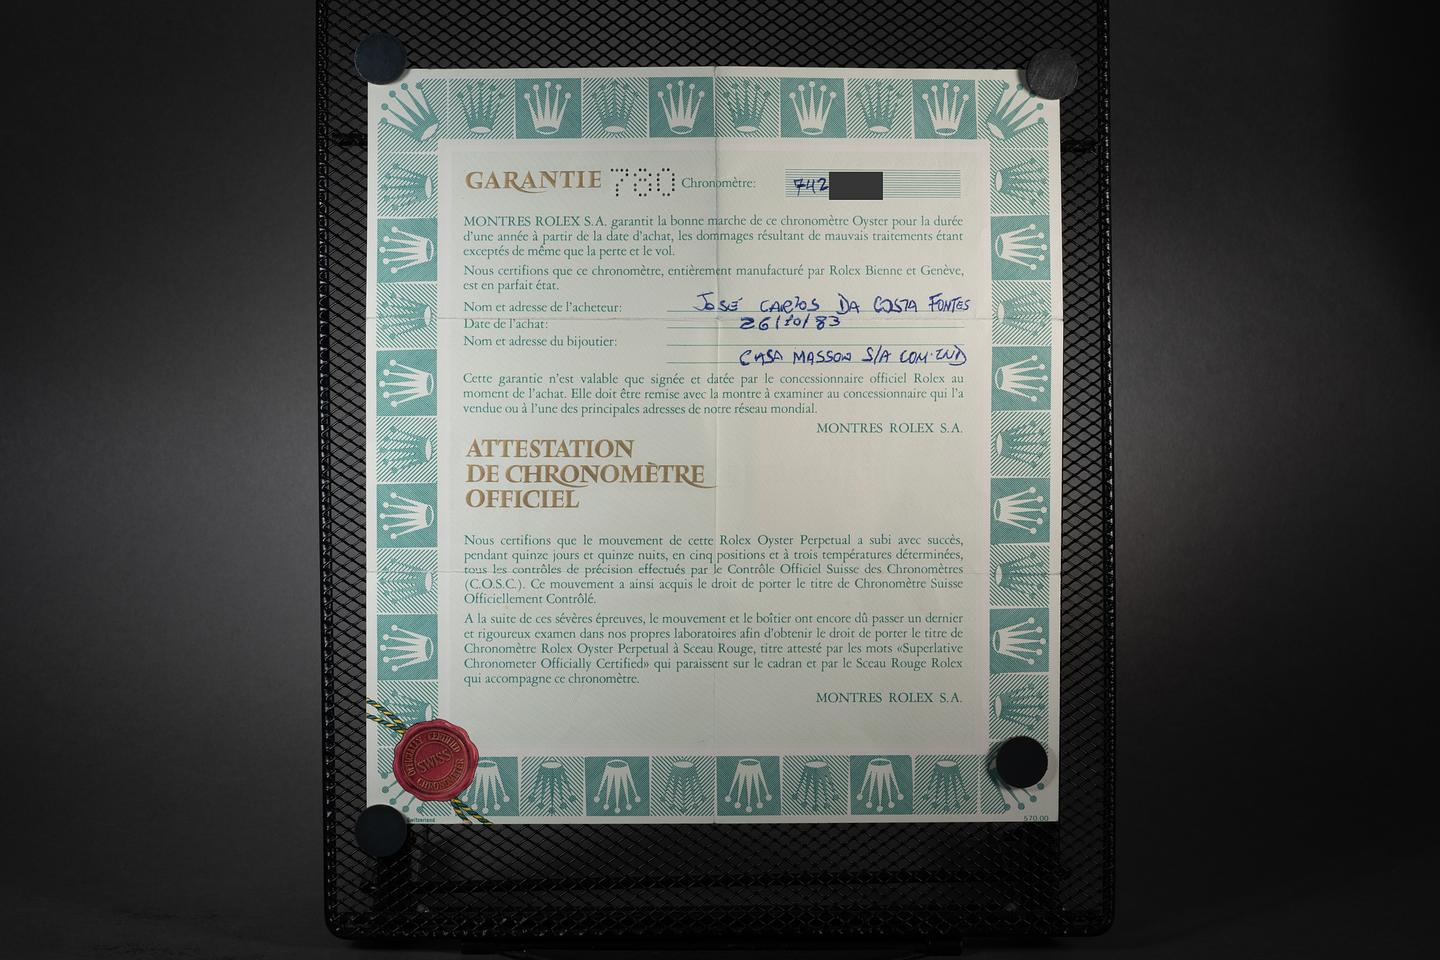 GARANTIE 780 Chronomètre: 742
MONTRES ROLEX S.A. garantit la bonne marche de ce chronomètre Oyster pour la durée
d'une année à partir de la date d'achat, les dommages résultant de mauvais traitements étant
exceptés de même que la perte et le vol.
Nous certifions que ce chronomètre, entièrement manufacturé par Rolex Bienne et Genève,
est en parfait état.
Nom et adresse de l'acheteur: JOSÉ CARLOS DA COSTA FONTES
Date de l'achat: 26/10/83
Nom et adresse du bijoutier:
CASA MASSON S/A COM.IND
Cette garantie n'est valable que signée et datée par le concessionnaire officiel Rolex au
moment de l'achat. Elle doit être remise avec la montre à examiner au concessionnaire qui l'a
vendue ou à l'une des principales adresses de notre réseau mondial.
MONTRES ROLEX S.A.
ATTESTATION
DE CHRONOMÈTRE
OFFICIEL
Nous certifions que le mouvement de cette Rolex Oyster Perpetual a subi avec succès,
pendant quinze jours et quinze nuits, en cinq positions et à trois températures déterminées,
tous les contrôles de précision effectués par le Contrôle Officiel Suisse des Chronomètres
(C.O.S.C.). Ce mouvement a ainsi acquis le droit de porter le titre de Chronomètre Suisse
Officiellement Contrôlé.
A la suite de ces sévères épreuves, le mouvement et le boîtier ont encore dû passer un dernier
et rigoureux examen dans nos propres laboratoires afin d'obtenir le droit de porter le titre de
Chronomètre Rolex Oyster Perpetual à Sceau Rouge, titre attesté par les mots «Superlative
Chronometer Officially Certified» qui paraissent sur le cadran et par le Sceau Rouge Rolex
qui accompagne ce chronomètre.
MONTRES ROLEX S.A.
OFFICIALLY CERTIFIED
SWISS
CHRONOMETER
Switzerland
570.00